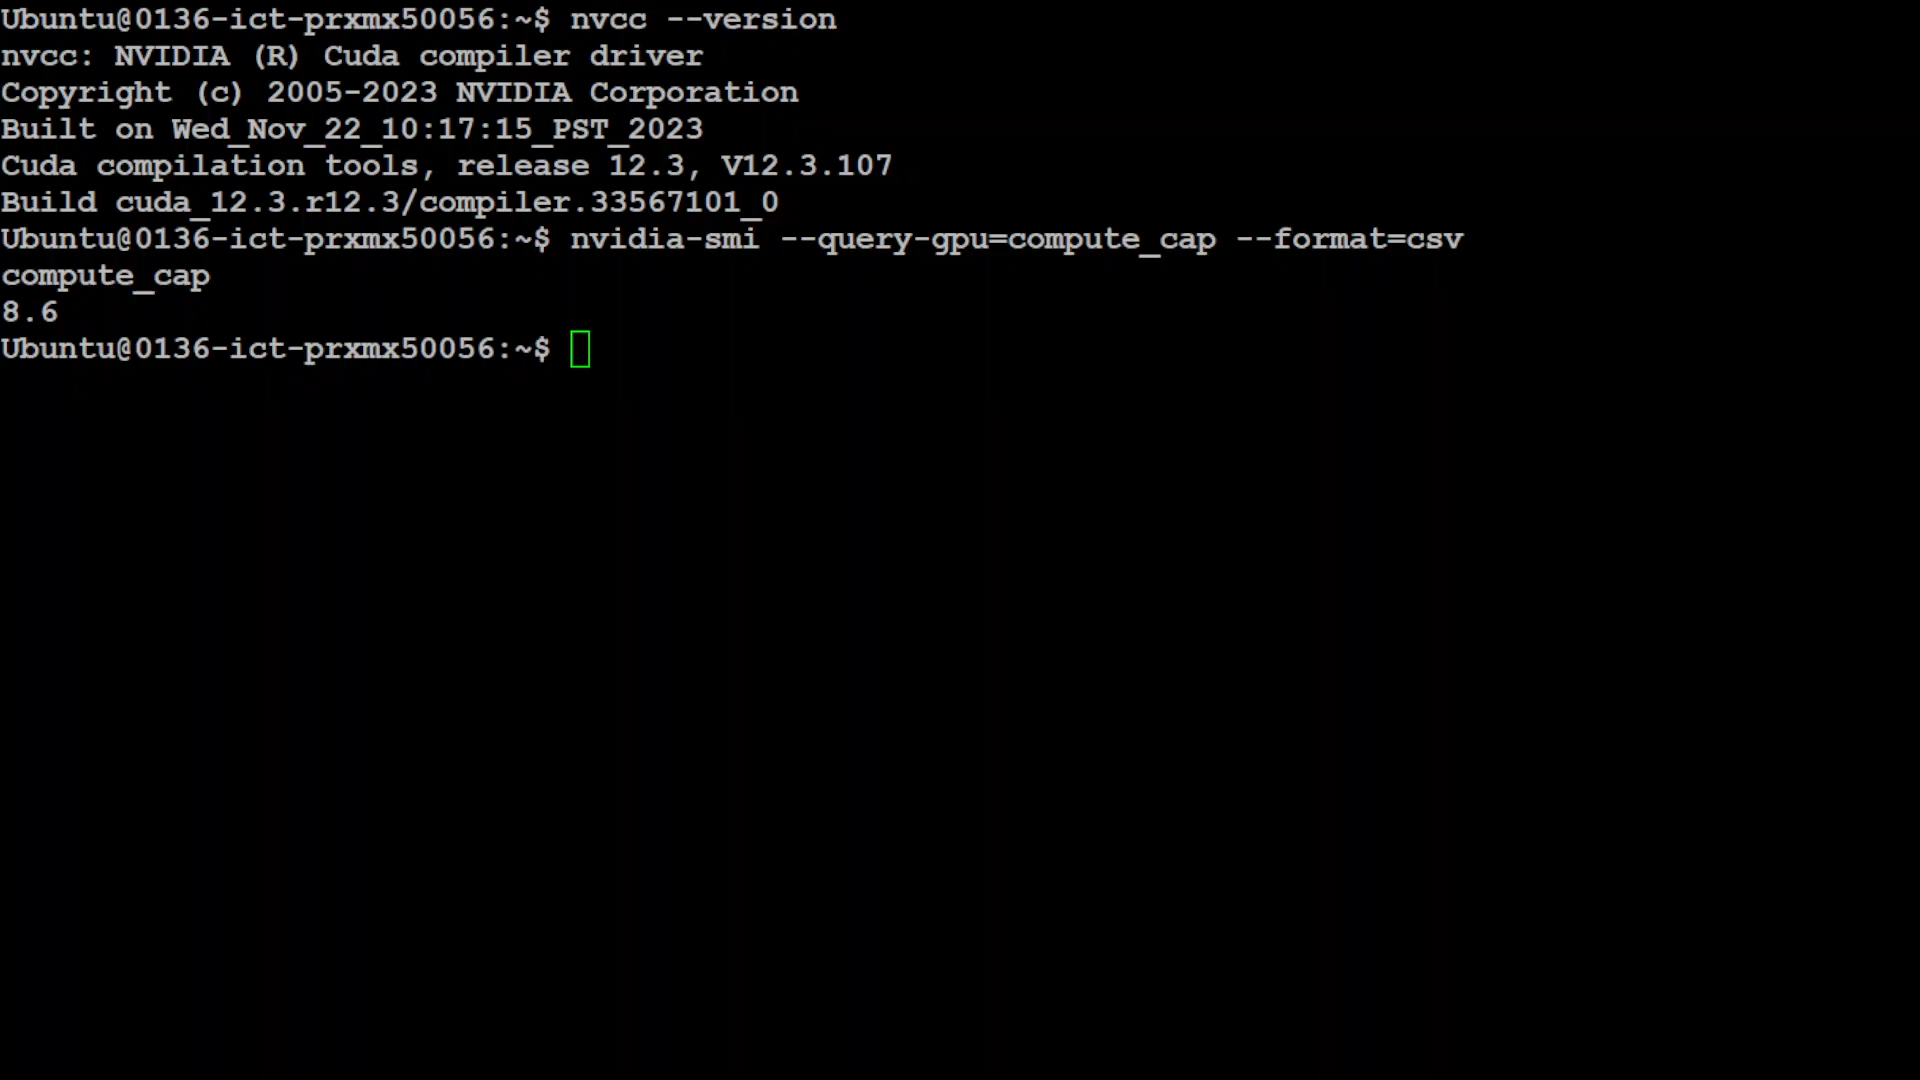 Ubuntu@0136-ict-prxmx50056:~$ nvcc --version
nvcc: NVIDIA (R) Cuda compiler driver
Copyright (c) 2005-2023 NVIDIA Corporation
Built on Wed_Nov_22_10:17:15_PST_2023
Cuda compilation tools, release 12.3, V12.3.107
Build cuda_12.3.r12.3/compiler.33567101_0
Ubuntu@0136-ict-prxmx50056:~$ nvidia-smi --query-gpu=compute_cap --format=csv
compute_cap
8.6
Ubuntu@0136-ict-prxmx50056:~$